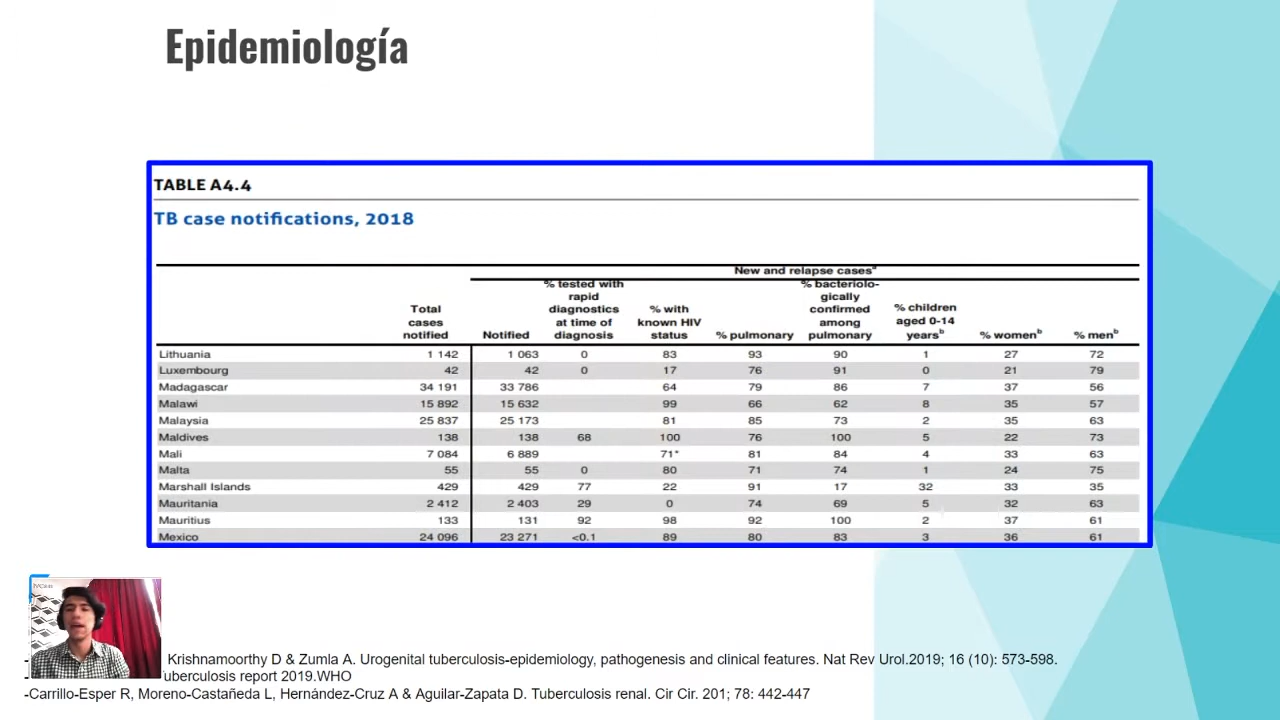 Epidemiología
TABLE A4.4
TB case notifications, 2018
New and relapse casesᵃ
Total cases notified
Notified
% tested with rapid diagnostics at time of diagnosis
% with known HIV status
% pulmonary
% bacteriolo-gically confirmed among pulmonary
% children aged 0-14 yearsᵇ
% womenᵇ
% menᵇ
Lithuania 1 142 1 063 0 83 93 90 1 27 72
Luxembourg 42 42 0 17 76 91 0 21 79
Madagascar 34 191 33 786 64 79 86 7 37 56
Malawi 15 892 15 632 99 66 62 8 35 57
Malaysia 25 837 25 173 81 85 73 2 35 63
Maldives 138 138 68 100 76 100 5 22 73
Mali 7 084 6 889 71* 81 84 4 33 63
Malta 55 55 0 80 71 74 1 24 75
Marshall Islands 429 429 77 22 91 17 32 33 35
Mauritania 2 412 2 403 29 0 74 69 5 32 63
Mauritius 133 131 92 98 92 100 2 37 61
Mexico 24 096 23 271 <0.1 89 80 83 3 36 61
Krishnamoorthy D & Zumla A. Urogenital tuberculosis-epidemiology, pathogenesis and clinical features. Nat Rev Urol.2019; 16 (10): 573-598.
uberculosis report 2019.WHO
-Carrillo-Esper R, Moreno-Castañeda L, Hernández-Cruz A & Aguilar-Zapata D. Tuberculosis renal. Cir Cir. 201; 78: 442-447